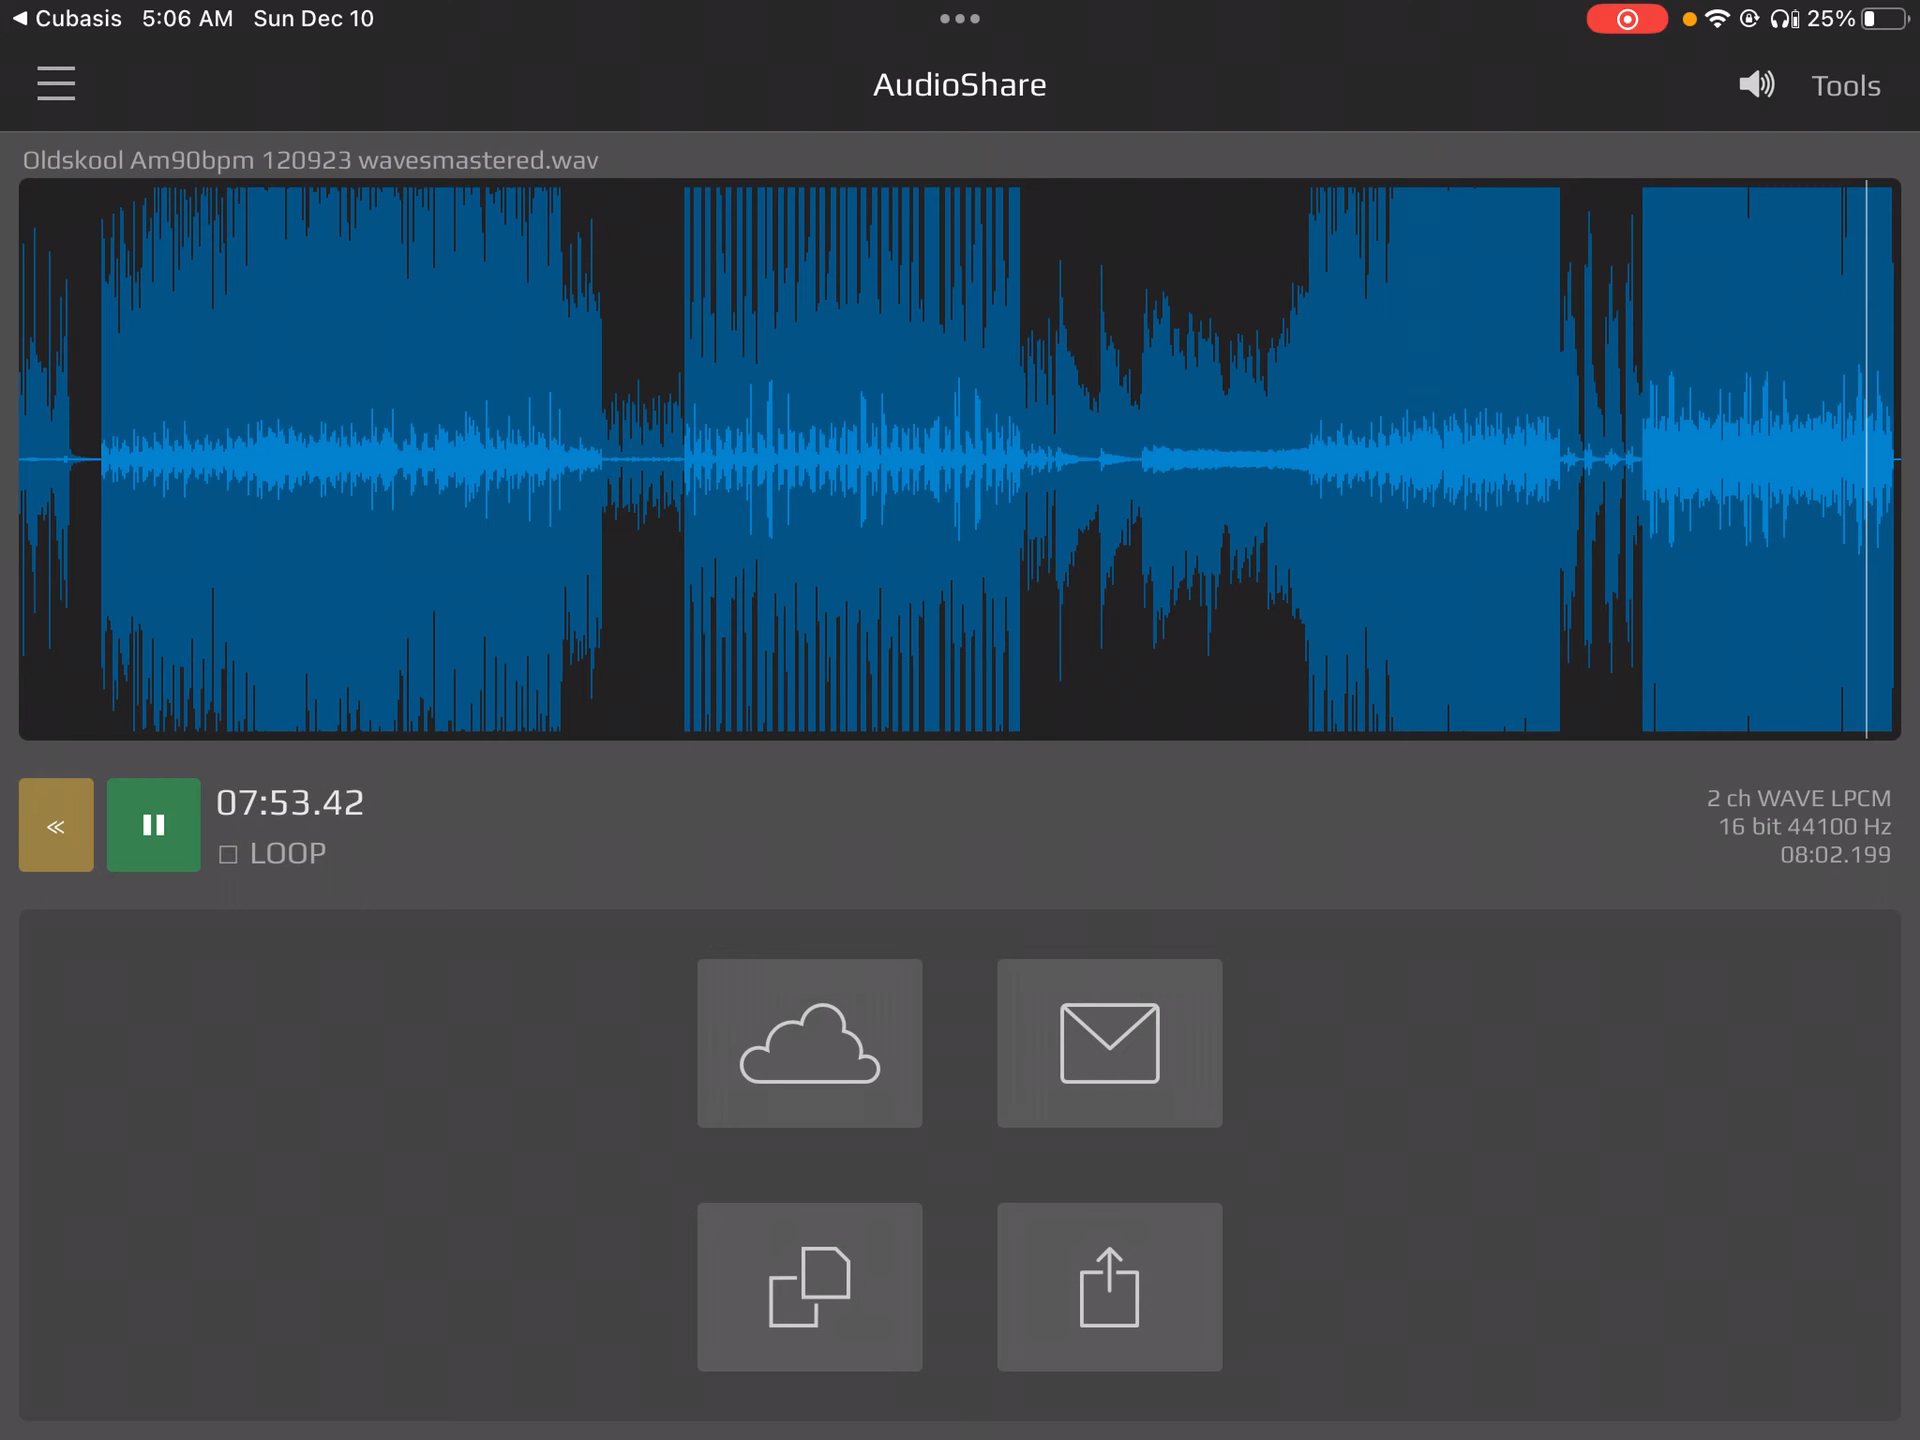 Cubasis 5:06 AM Sun Dec 10 25%
AudioShare
Tools
Oldskool Am90bpm 120923 wavesmastered.wav
07:53.42
LOOP
2 ch WAVE LPCM
16 bit 44100 Hz
08:02.199